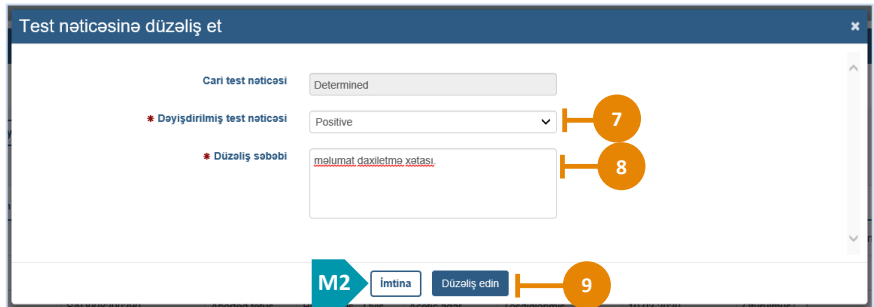 Test nəticəsinə düzəliş et
Cari test nəticəsi Determined
* Dəyişdirilmiş test nəticəsi Positive 7
* Düzəliş səbəbi məlumat daxiletmə xətası. 8
M2 İmtina Düzəliş edin 9